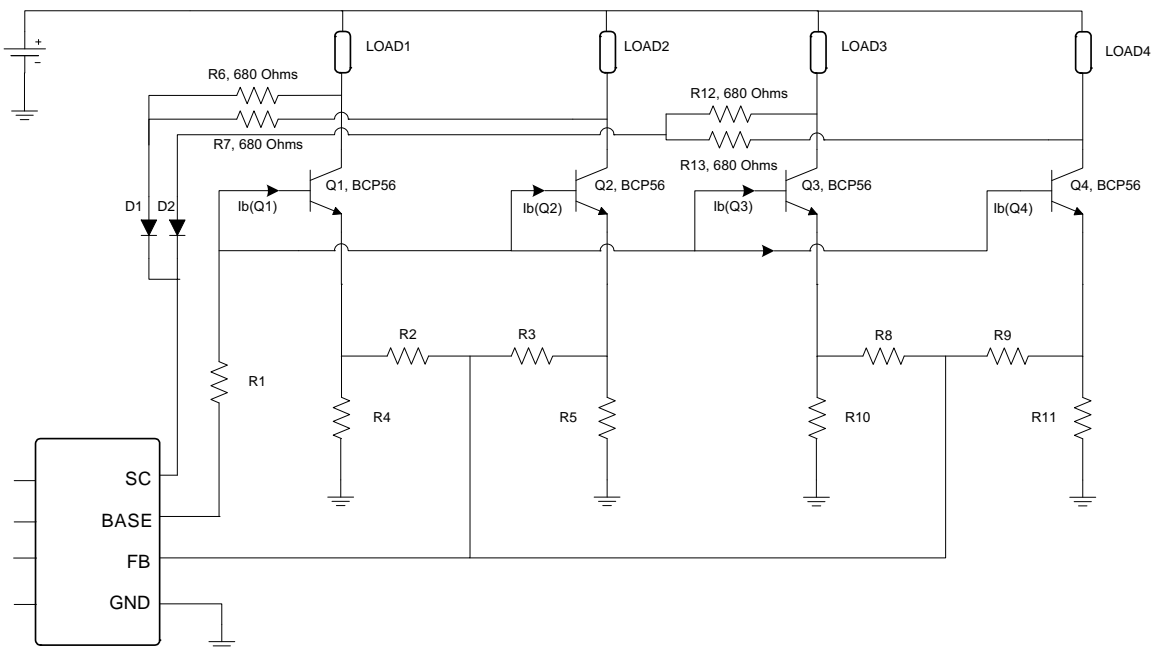 +
LOAD1
LOAD2
LOAD3
LOAD4
–
R6, 680 Ohms
R12, 680 Ohms
R7, 680 Ohms
R13, 680 Ohms
Q1, BCP56
Q2, BCP56
Q3, BCP56
Q4, BCP56
D1
D2
Ib(Q1)
Ib(Q2)
Ib(Q3)
Ib(Q4)
R2
R3
R8
R9
R1
R4
R5
R10
R11
SC
BASE
FB
GND